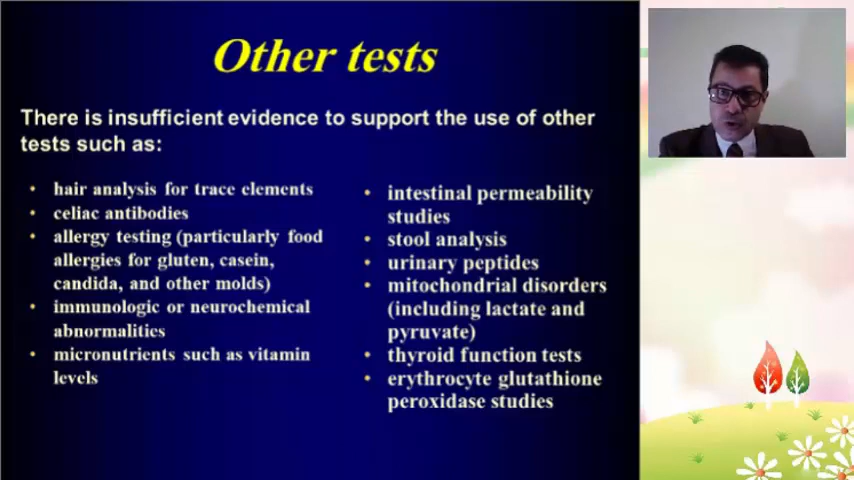 Other tests
There is insufficient evidence to support the use of other
tests such as:
• hair analysis for trace elements
• celiac antibodies
• allergy testing (particularly food
allergies for gluten, casein,
candida, and other molds)
• immunologic or neurochemical
abnormalities
• micronutrients such as vitamin
levels
• intestinal permeability
studies
• stool analysis
• urinary peptides
• mitochondrial disorders
(including lactate and
pyruvate)
• thyroid function tests
• erythrocyte glutathione
peroxidase studies